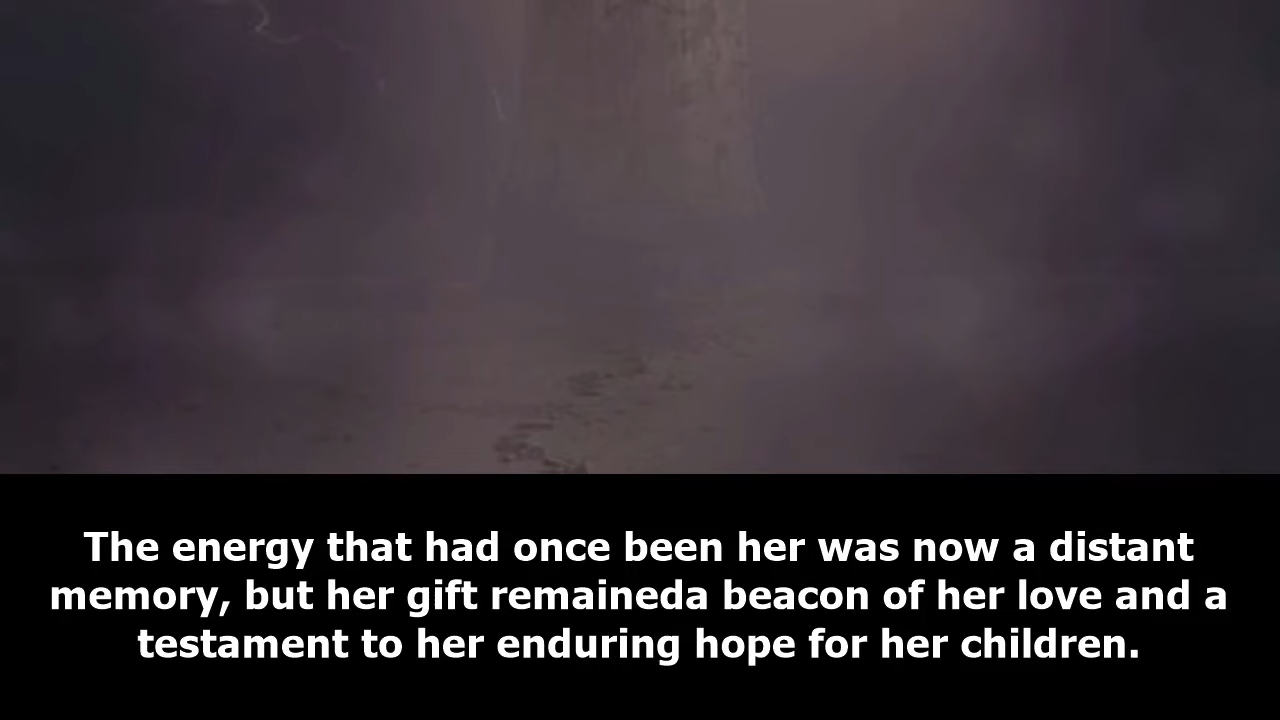 The energy that had once been her was now a distant
memory, but her gift remaineda beacon of her love and a
testament to her enduring hope for her children.